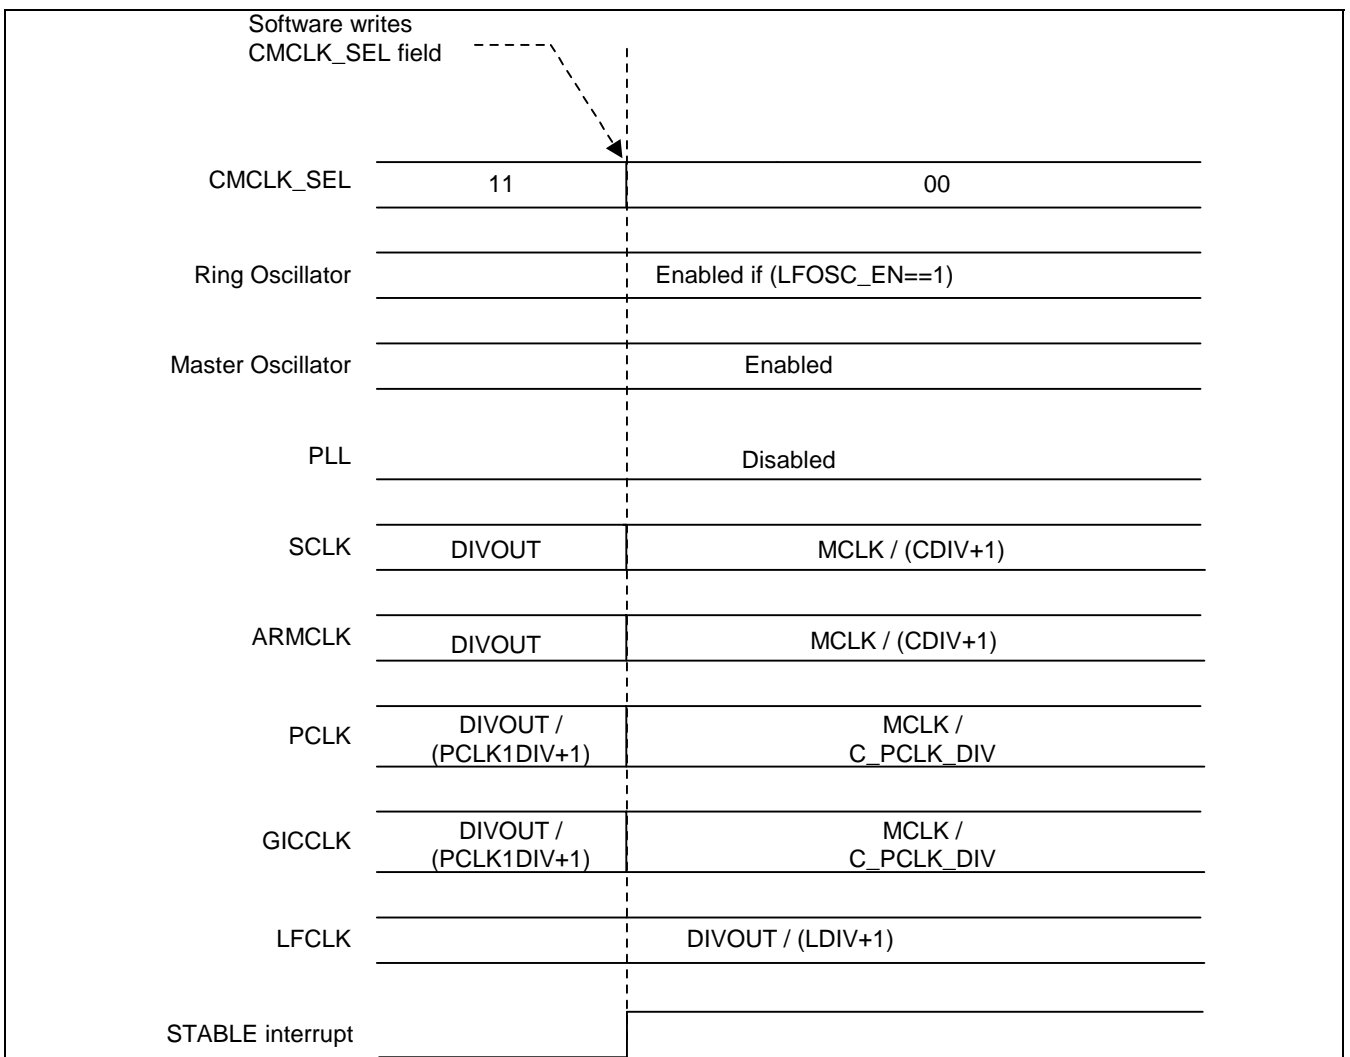 Software writes
CMCLK_SEL field
CMCLK_SEL
11
00
Ring Oscillator
Enabled if (LFOSC_EN==1)
Master Oscillator
Enabled
PLL
Disabled
SCLK
DIVOUT
MCLK / (CDIV+1)
ARMCLK
DIVOUT
MCLK / (CDIV+1)
PCLK
DIVOUT /
(PCLK1DIV+1)
MCLK /
C_PCLK_DIV
GICCLK
DIVOUT /
(PCLK1DIV+1)
MCLK /
C_PCLK_DIV
LFCLK
DIVOUT / (LDIV+1)
STABLE interrupt